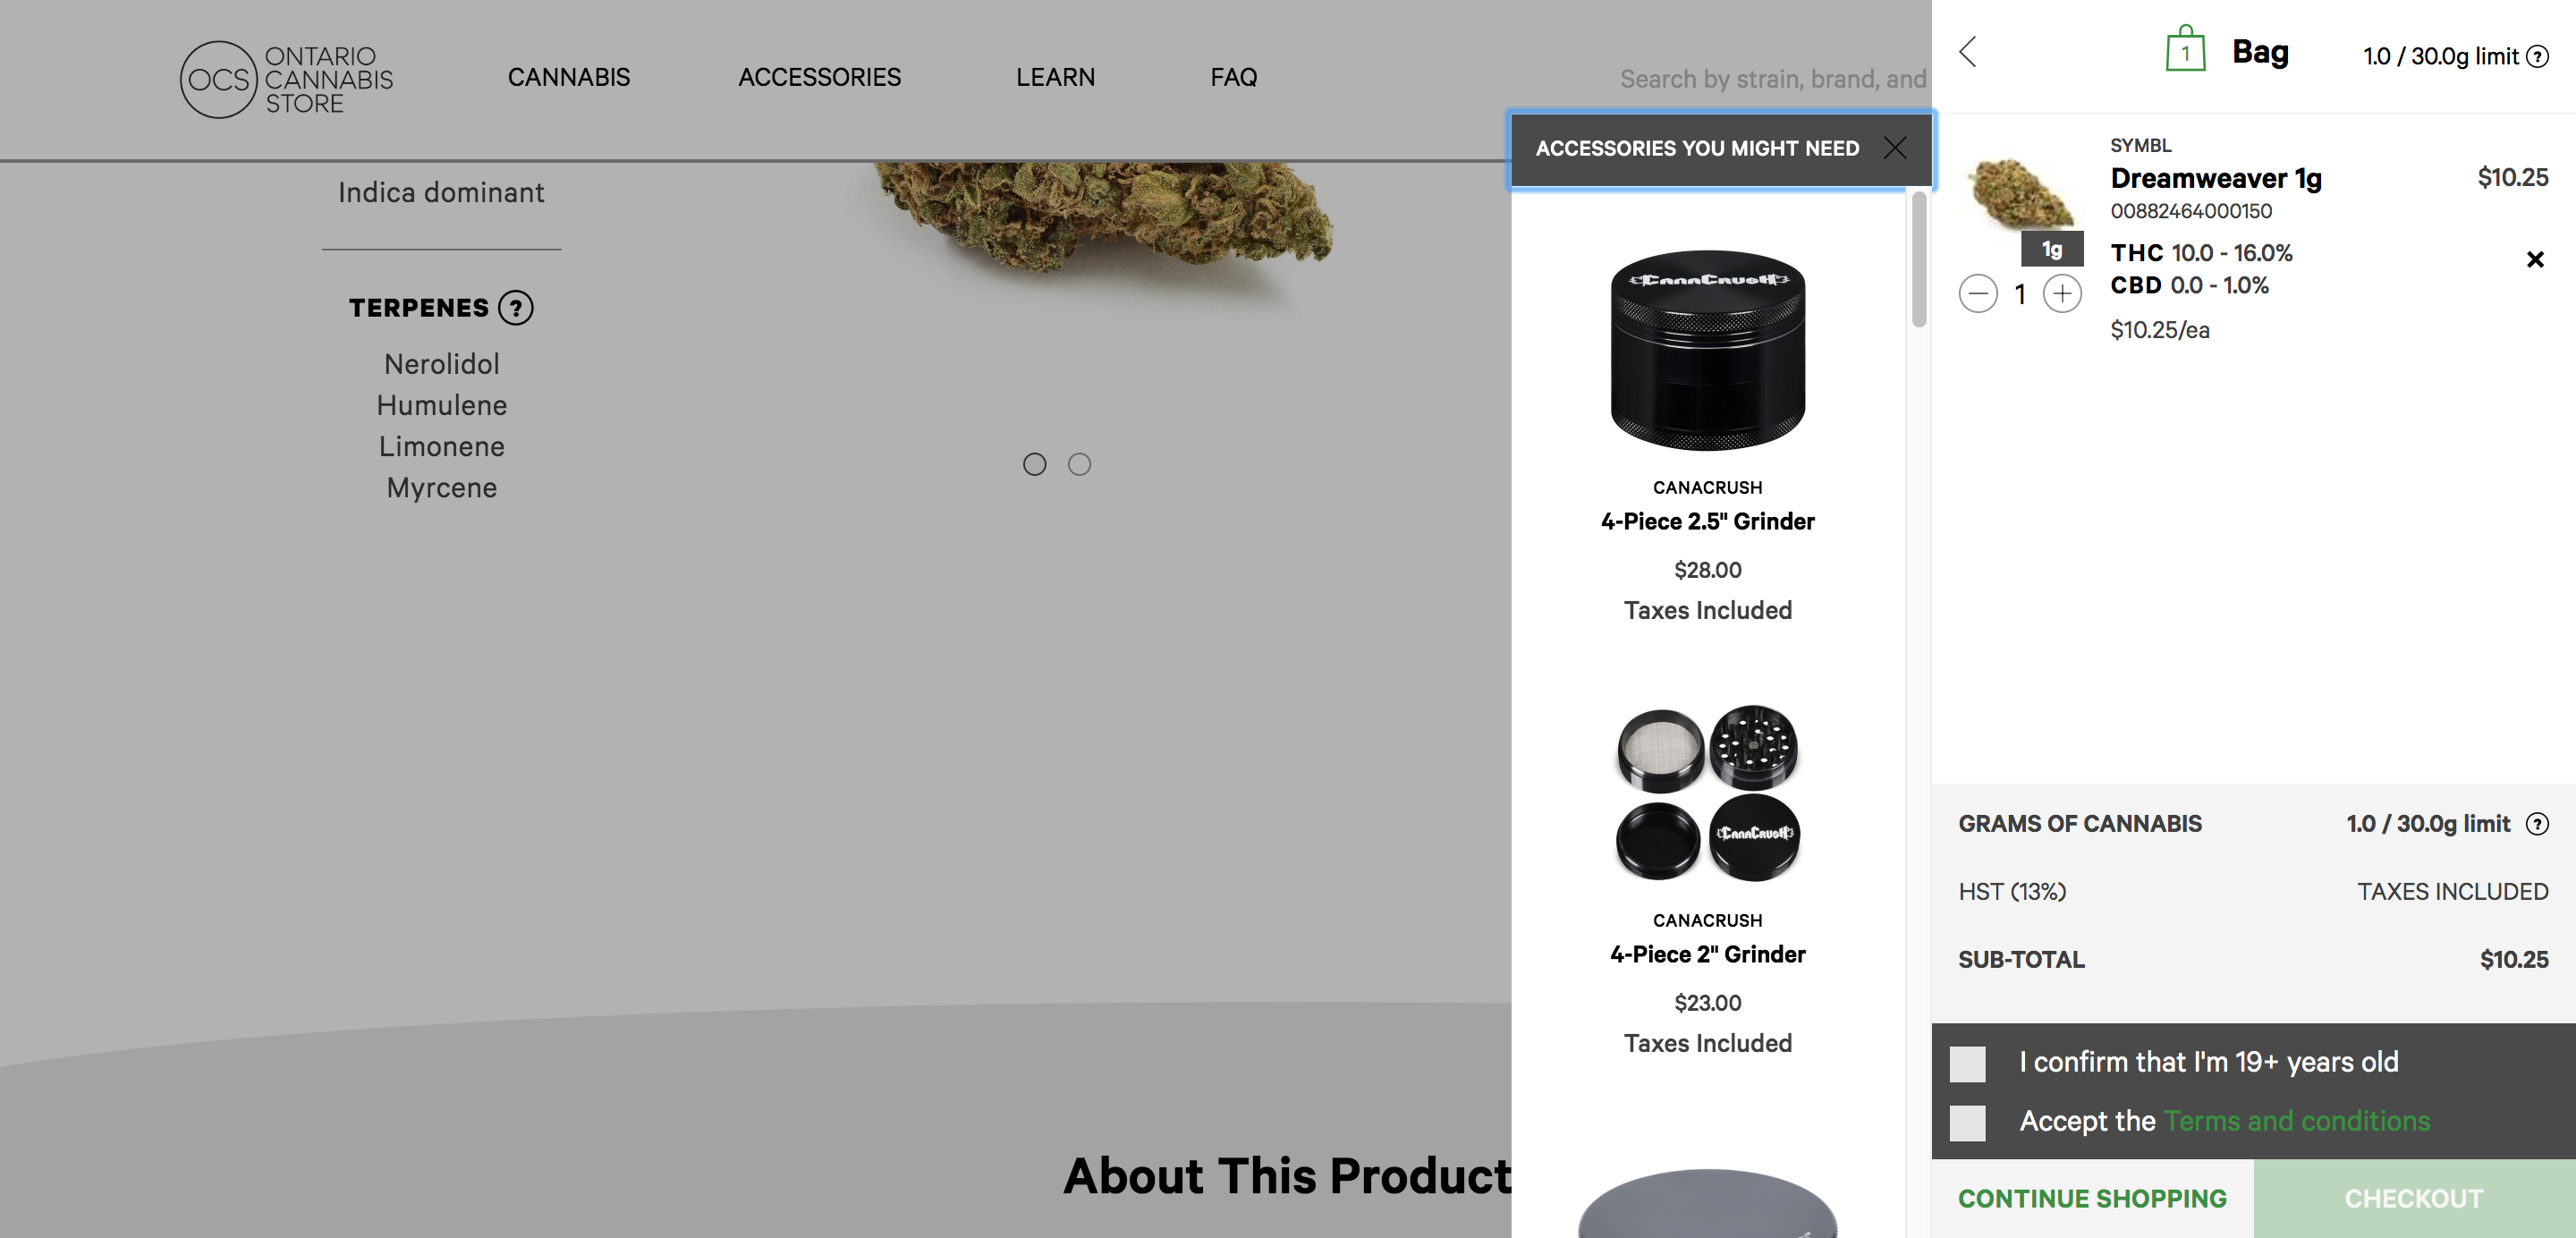 OCS
ONTARIO
CANNABIS
STORE
CANNABIS
ACCESSORIES
LEARN
FAQ
Search by strain, brand, and
Indica dominant
TERPENES ?
Nerolidol
Humulene
Limonene
Myrcene
About This Product
ACCESSORIES YOU MIGHT NEED
CANACRUSH
CANACRUSH
4-Piece 2.5" Grinder
$28.00
Taxes Included
CANACRUSH
CANACRUSH
4-Piece 2" Grinder
$23.00
Taxes Included
1
Bag
1.0 / 30.0g limit ?
SYMBL
Dreamweaver 1g
$10.25
00882464000150
1g
THC 10.0 - 16.0%
CBD 0.0 - 1.0%
1
$10.25/ea
GRAMS OF CANNABIS 1.0 / 30.0g limit ?
HST (13%) TAXES INCLUDED
SUB-TOTAL $10.25
I confirm that I'm 19+ years old
Accept the Terms and conditions
CONTINUE SHOPPING
CHECKOUT